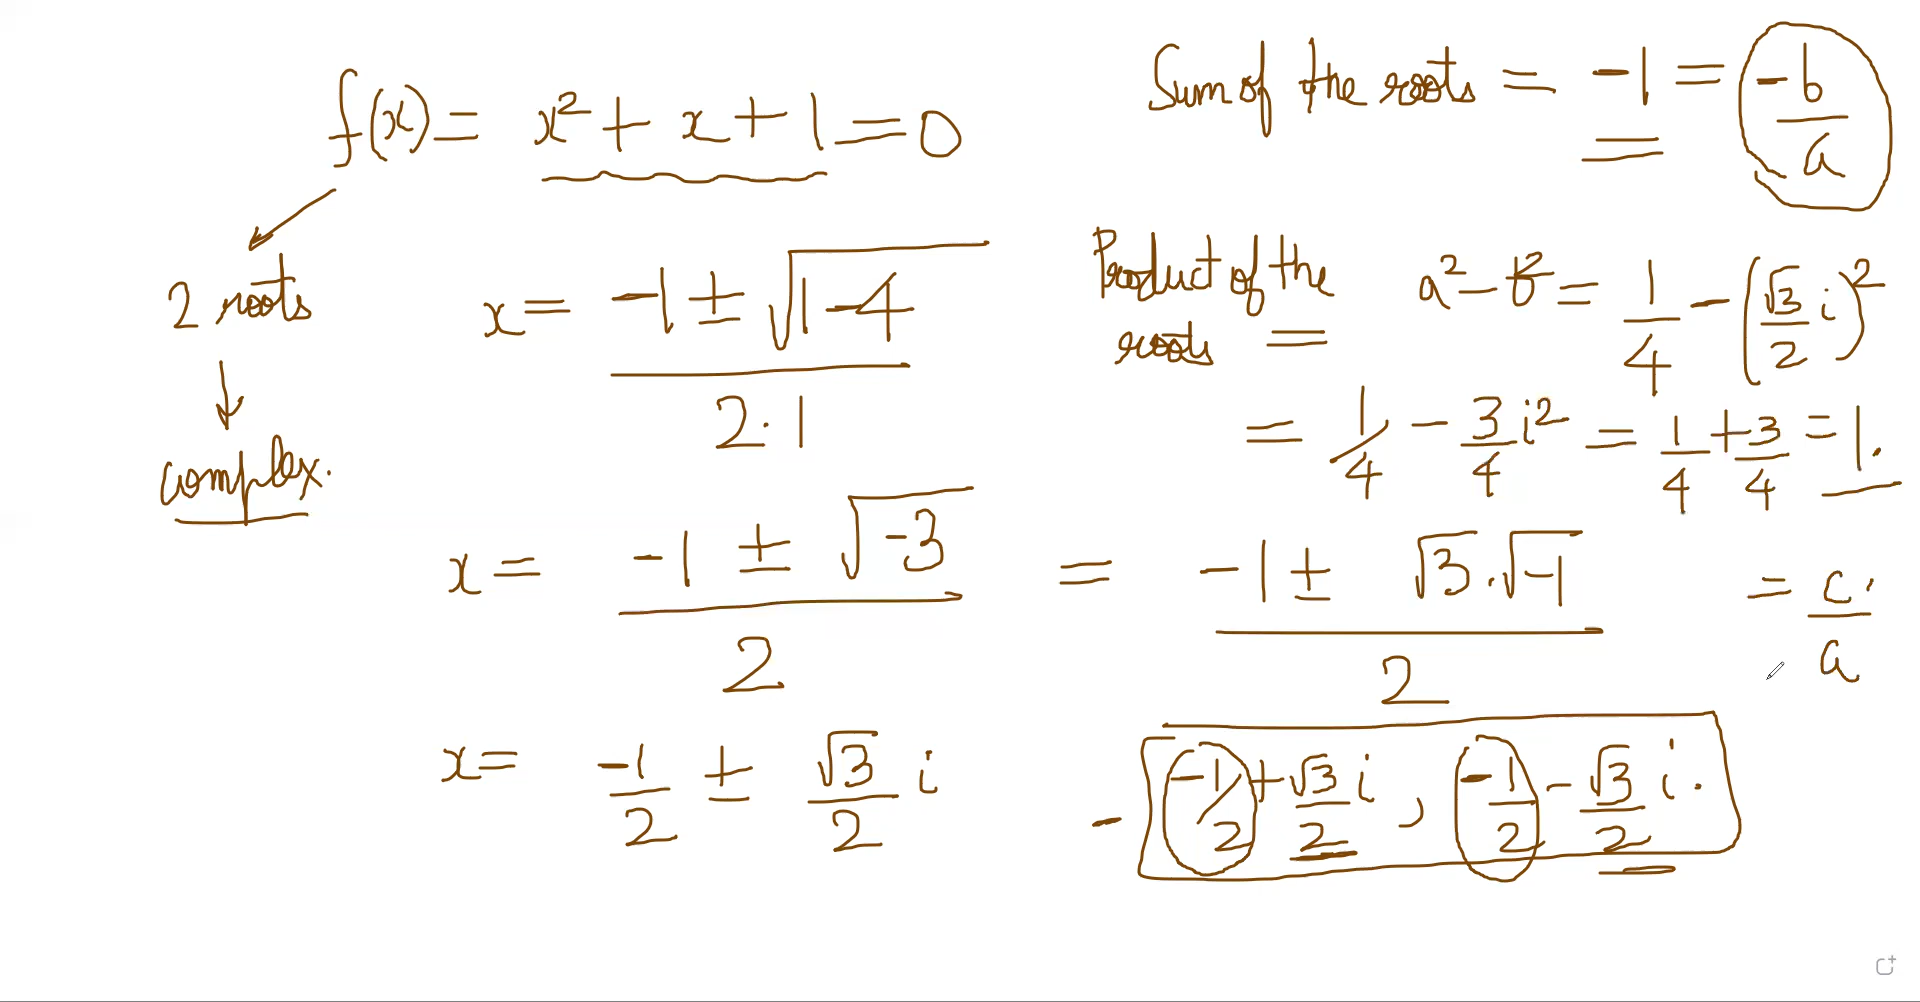 f(x) = x² + x + 1 = 0
2 roots
complex.
x = (-1 ± √(1-4)) / 2·1
x = (-1 ± √-3) / 2 = (-1 ± √3.√-1) / 2
x = -1/2 ± √3/2 i
- -1/2 + √3/2 i , -1/2 - √3/2 i.
Sum of the roots = -1 = -b/a
Product of the
roots =
a² - b² = 1/4 - (√3/2 i)²
= 1/4 - 3/4 i² = 1/4 + 3/4 = 1.
= c/a.